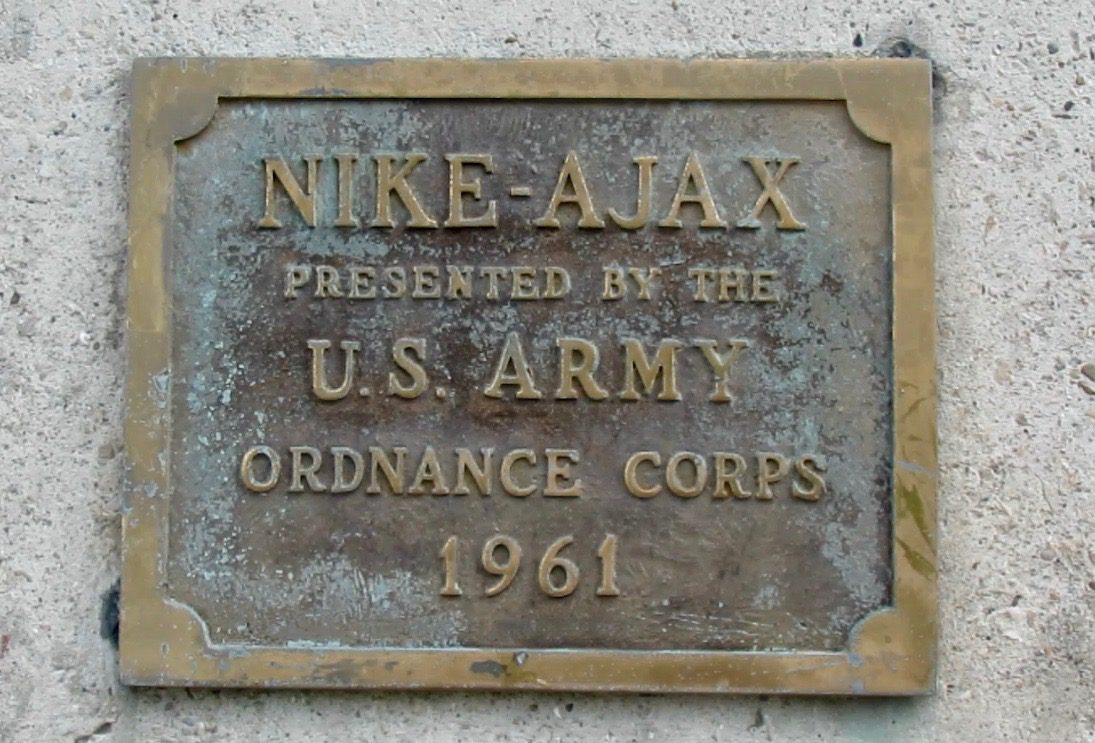 NIKE-AJAX
PRESENTED BY THE
U.S. ARMY
ORDNANCE CORPS
1961